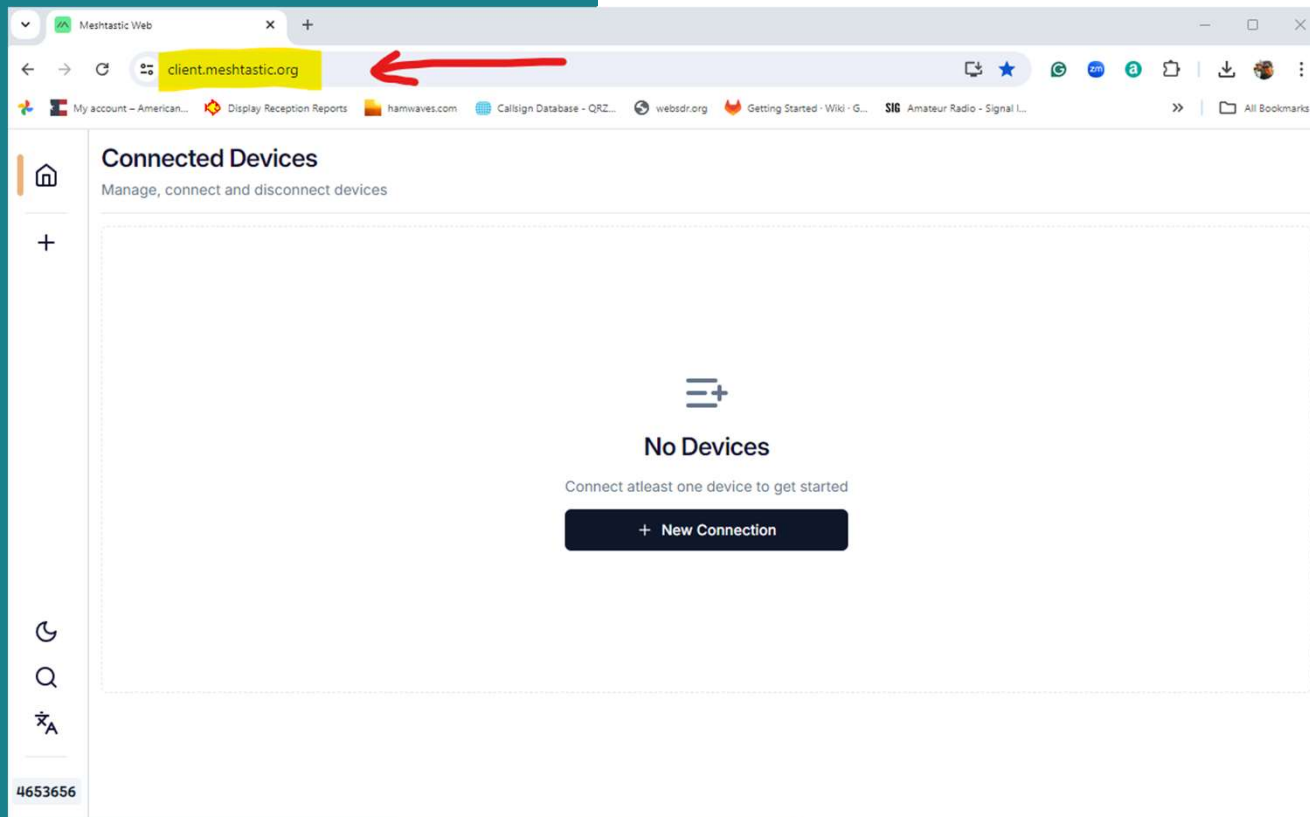 Meshtastic Web
client.meshtastic.org
zm
a
My account – American...
Display Reception Reports
hamwaves.com
Callsign Database - QRZ...
websdr.org
Getting Started · Wiki · G...
SIG Amateur Radio - Signal I...
All Bookmarks
Connected Devices
Manage, connect and disconnect devices
No Devices
Connect atleast one device to get started
+ New Connection
4653656